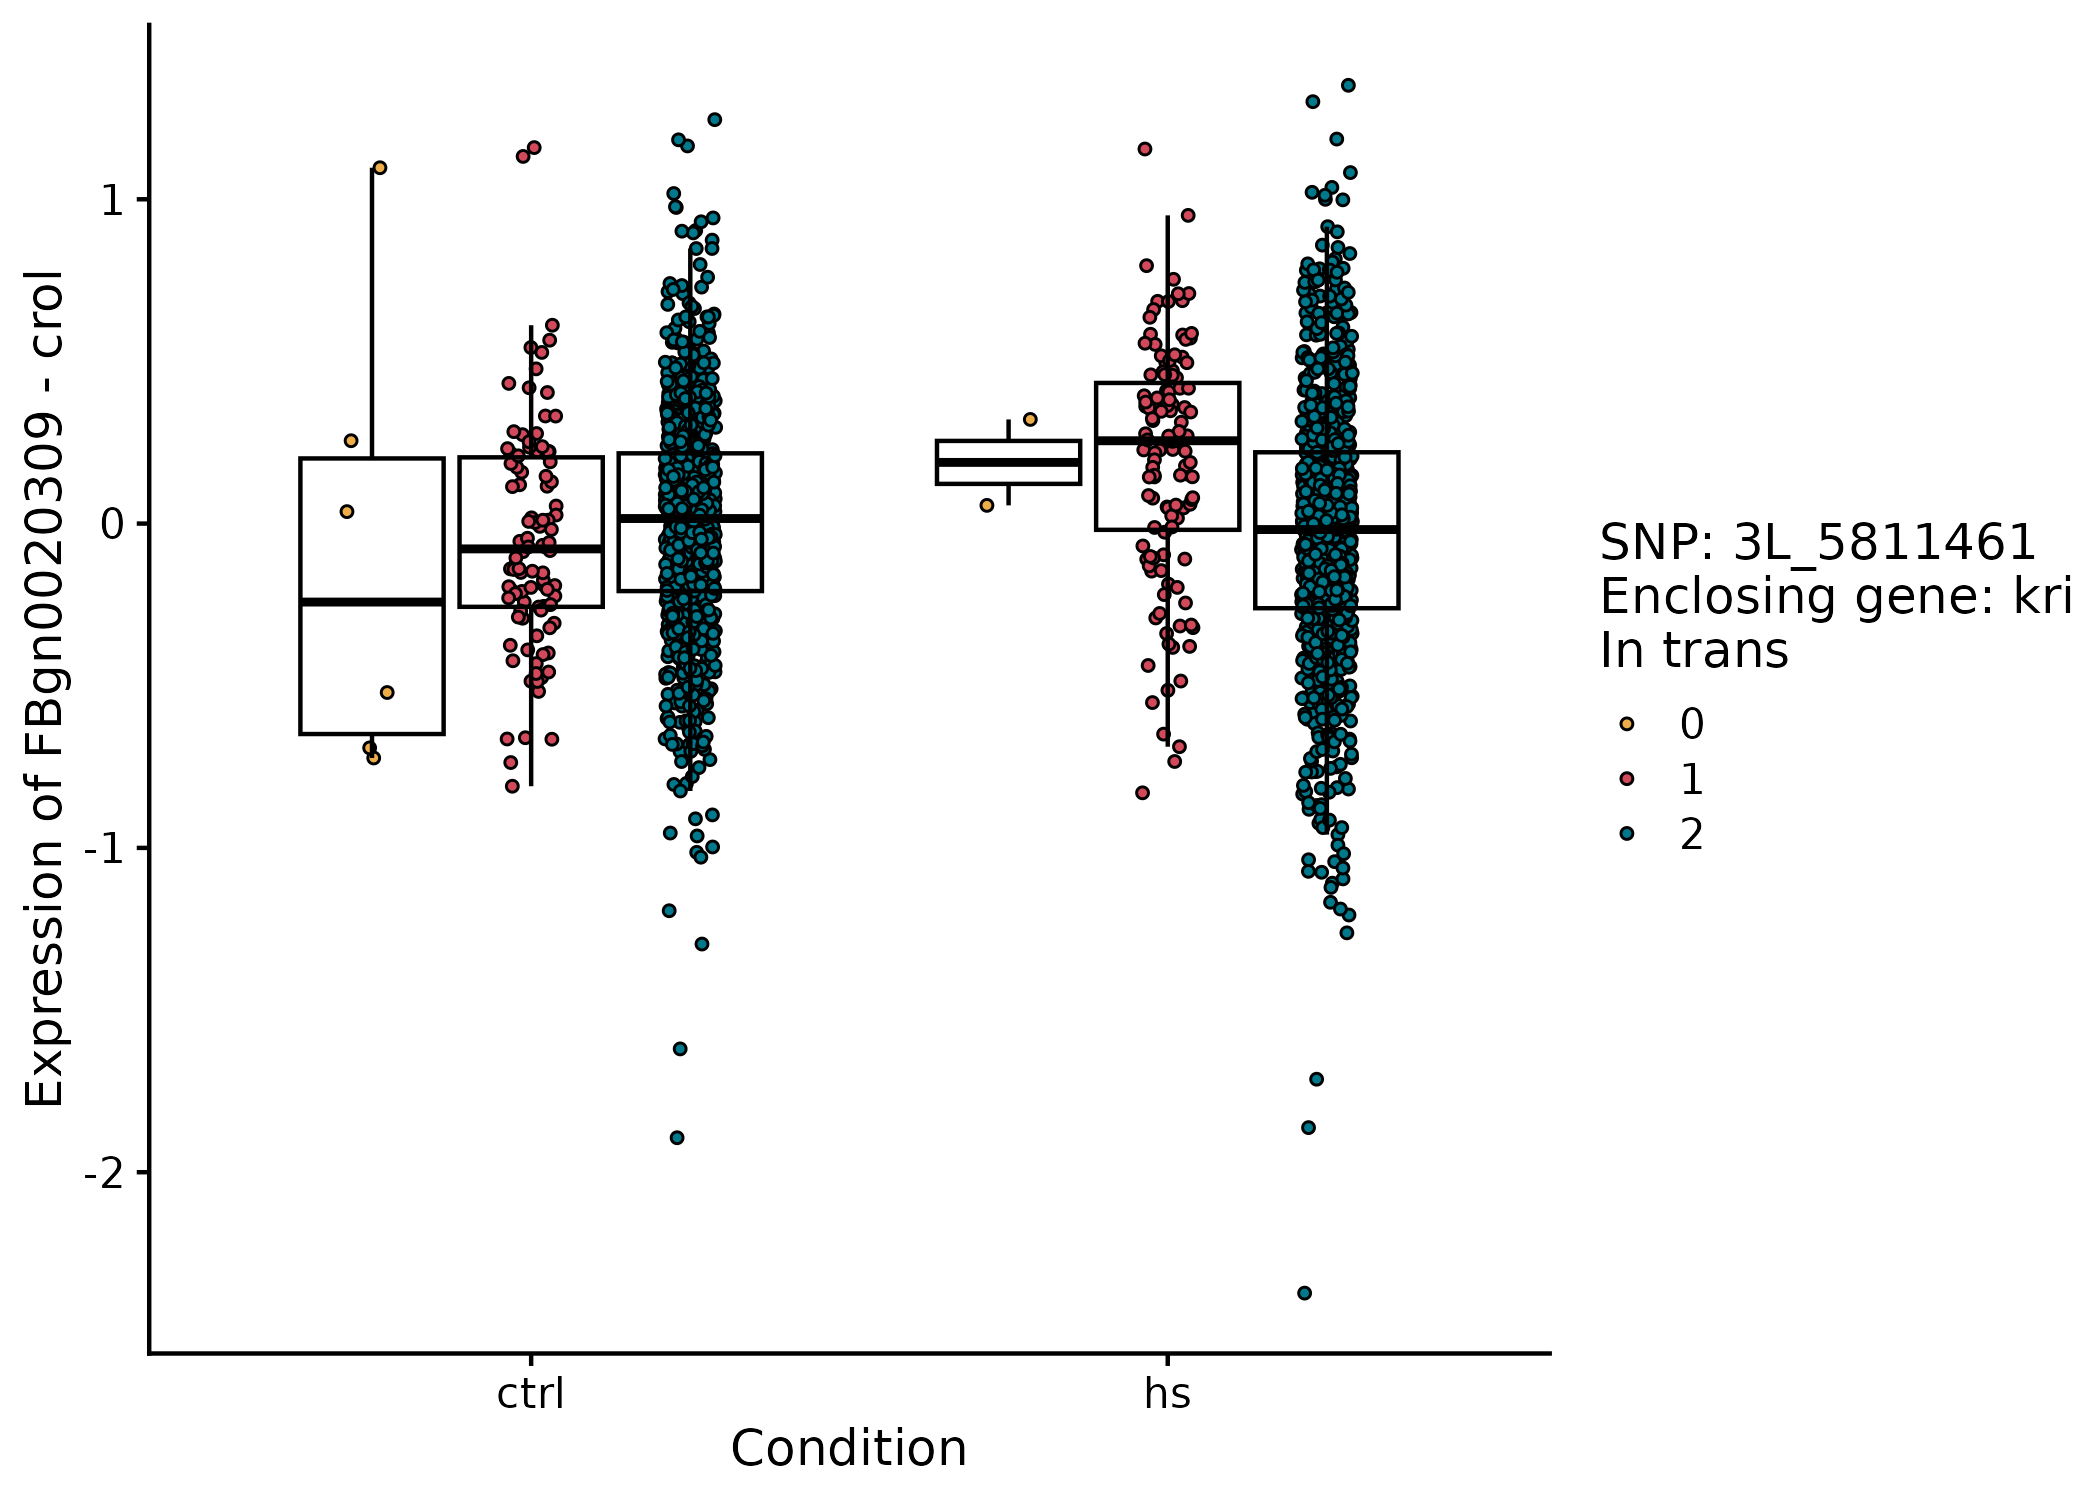 Expression of FBgn0020309 - crol
1
0
-1
-2
ctrl
hs
Condition
SNP: 3L_5811461
Enclosing gene: kri
In trans
0
1
2